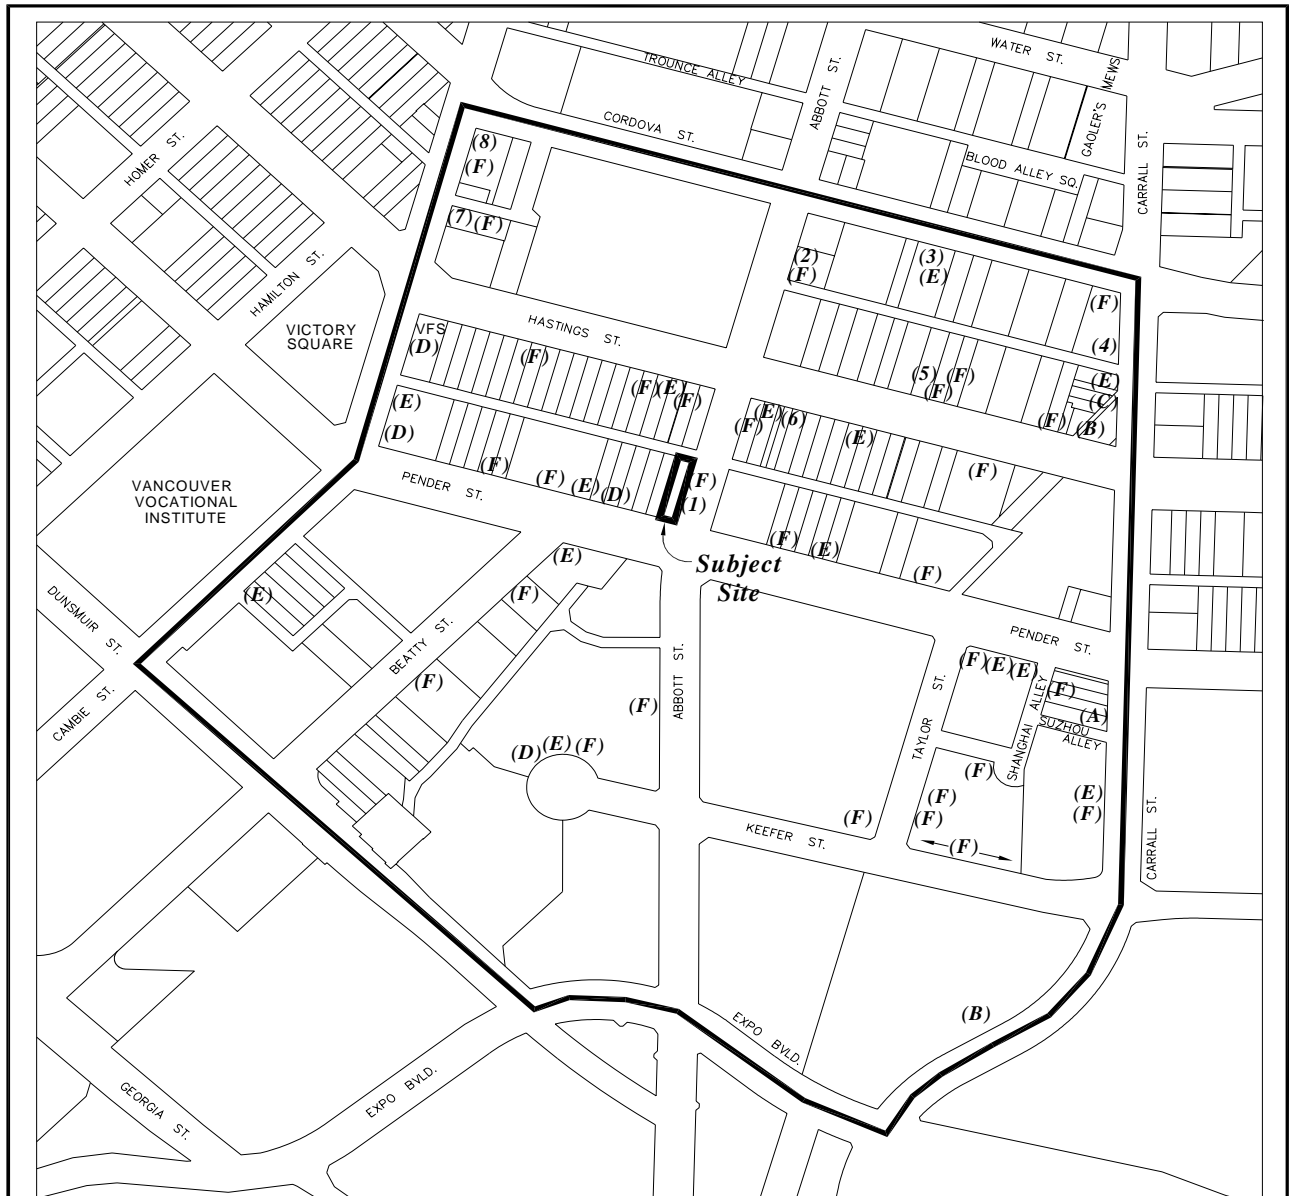 WATER ST.
TROUNCE ALLEY
ABBOTT ST.
GAOLER'S MEWS
CORDOVA ST.
HOMER ST.
(8)
(F)
BLOOD ALLEY SQ.
CARRALL ST.
(7) (F)
HAMILTON ST.
(2)
(F)
(3)
(E)
(F)
(4)
VICTORY
SQUARE
VFS
(D)
HASTINGS ST.
(F)
(F)
(E)
(F)
(5)
(F)
(F)
(E)
(C)
(B)
(F)
(E)
(D)
(F)
(E)
(6)
(E)
(F)
PENDER ST.
(F)
(F)
(E)
(D)
(F)
(1)
VANCOUVER
VOCATIONAL
INSTITUTE
Subject
Site
(F)
(E)
(F)
(E)
(F)
(E)
DUNSMUIR ST.
CAMBIE ST.
BEATTY ST.
(F)
ABBOTT ST.
(F)
PENDER ST.
(F)
(E)
(E)
(F)
(A)
SHANGHAI ALLEY
SUZHOU
ALLEY
TAYLOR ST.
(D)
(E)
(F)
(F)
(F)
(F)
(E)
(F)
(F)
(F)
KEEFER ST.
CARRALL ST.
(B)
EXPO BVLD.
EXPO BVLD.
GEORGIA ST.